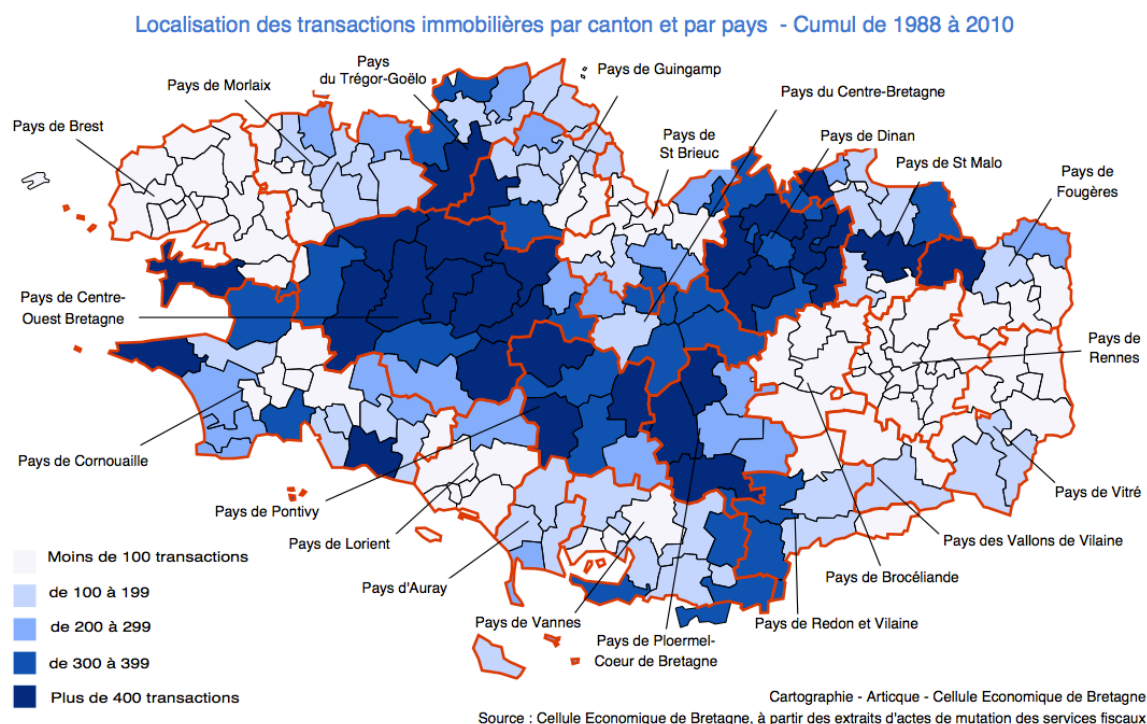 Localisation des transactions immobilières par canton et par pays - Cumul de 1988 à 2010
Pays
du Trégor-Goëlo
Pays de Guingamp
Pays de Morlaix
Pays du Centre-Bretagne
Pays de Brest
Pays de
St Brieuc
Pays de Dinan
Pays de St Malo
Pays de
Fougères
Pays de Centre-
Ouest Bretagne
Pays de
Rennes
Pays de Cornouaille
Pays de Vitré
Pays de Pontivy
Pays de Lorient
Pays des Vallons de Vilaine
Pays d'Auray
Pays de Brocéliande
Pays de Vannes
Pays de Ploermel-
Coeur de Bretagne
Pays de Redon et Vilaine
Moins de 100 transactions
de 100 à 199
de 200 à 299
de 300 à 399
Plus de 400 transactions
Cartographie - Articque - Cellule Economique de Bretagne
Source : Cellule Economique de Bretagne, à partir des extraits d'actes de mutation des services fiscaux